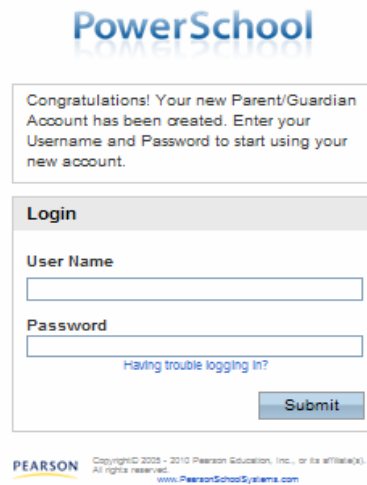 PowerSchool
Congratulations! Your new Parent/Guardian
Account has been created. Enter your
Username and Password to start using your
new account.
Login
User Name
Password
Having trouble logging in?
Submit
PEARSON
Copyright© 2005 - 2010 Pearson Education, Inc., or its affiliate(s).
All rights reserved.
www.PearsonSchoolSystems.com